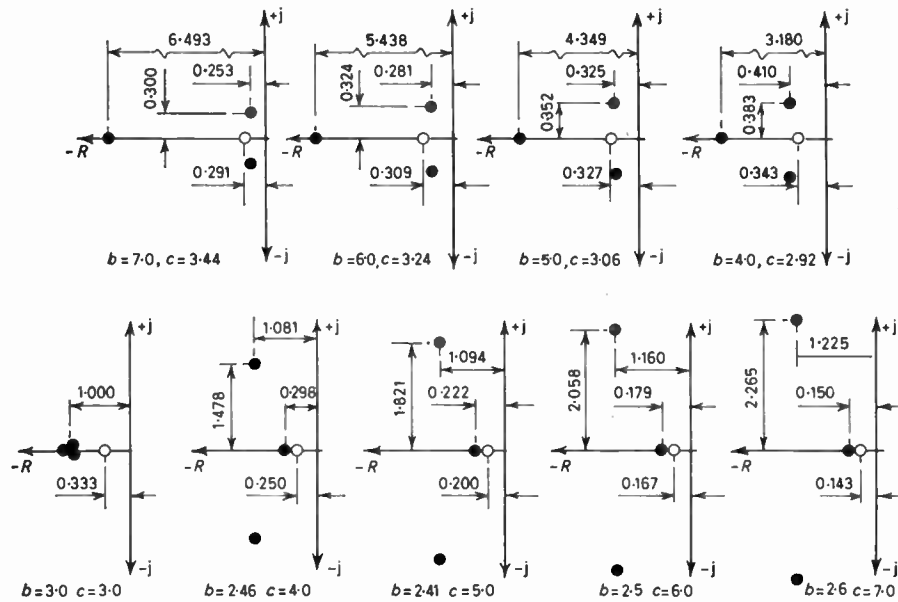 +j
+j
+j
+j
6·493
5·438
4·349
3·180
0·253
0·281
0·325
0·410
0·300
0·324
0·352
0·383
-R
-R
-R
-R
0·291
0·309
0·327
0·343
-j
-j
-j
-j
b=7·0, c=3·44
b=6·0, c=3·24
b=5·0, c=3·06
b=4·0, c=2·92
+j
+j
+j
+j
+j
1·081
1·094
1·160
1·225
1·000
0·298
0·222
0·179
0·150
1·478
1·821
2·058
2·265
-R
-R
-R
-R
-R
0·333
0·250
0·200
0·167
0·143
-j
-j
-j
-j
-j
b=3·0 c=3·0
b=2·46 c=4·0
b=2·41 c=5·0
b=2·5 c=6·0
b=2·6 c=7·0